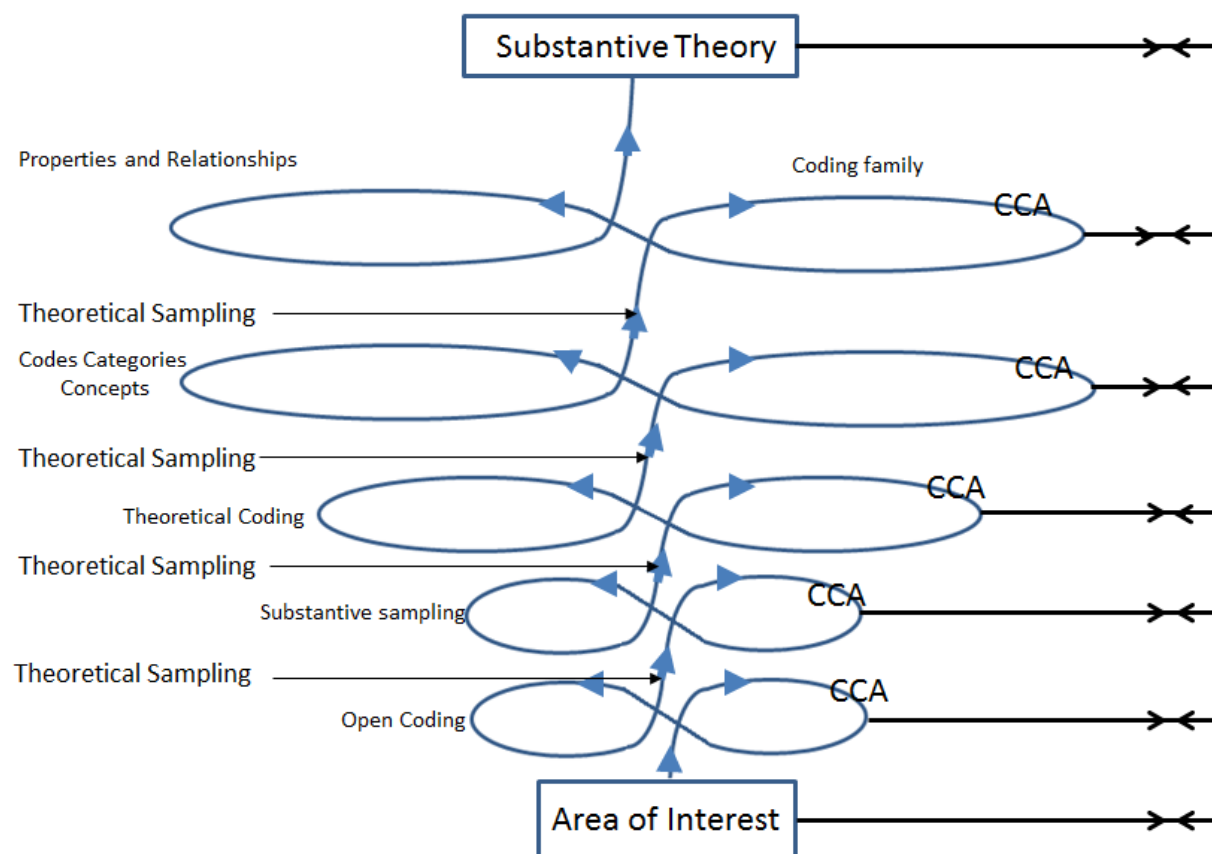 Substantive Theory
Properties and Relationships
Coding family
CCA
Theoretical Sampling
Codes Categories
Concepts
CCA
Theoretical Sampling
CCA
Theoretical Coding
Theoretical Sampling
Substantive sampling
CCA
Theoretical Sampling
CCA
Open Coding
Area of Interest